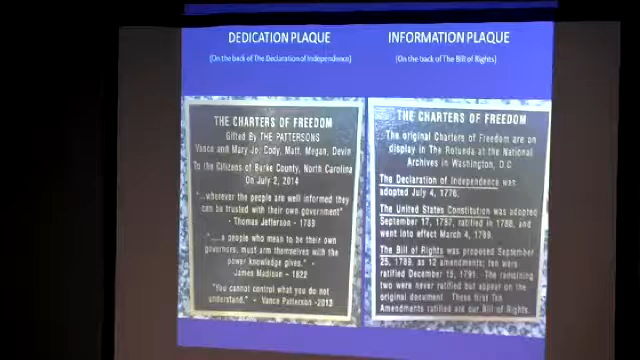 DEDICATION PLAQUE
(On the back of The Declaration of Independence)
THE CHARTERS OF FREEDOM
Gifted By THE PATTERSONS
Vance and Mary Jo, Cody, Matt, Megan, Devin
To the Citizens of Burke County, North Carolina
On July 2, 2014
"...wherever the people are well informed they
can be trusted with their own government"
- Thomas Jefferson - 1789
"...a people who mean to be their own
governors, must arm themselves with the
power knowledge gives." -
James Madison - 1822
"You cannot control what you do not
understand." - Vance Patterson -2013
INFORMATION PLAQUE
(On the back of The Bill of Rights)
THE CHARTERS OF FREEDOM
The original Charters of Freedom are on
display in The Rotunda at the National
Archives in Washington, D.C
The Declaration of Independence was
adopted July 4, 1776.
The United States Constitution was adopted
September 17, 1787, ratified in 1788, and
went into effect March 4, 1789.
The Bill of Rights was proposed September
25, 1789, as 12 amendments; ten were
ratified December 15, 1791. The remaining
two were never ratified but appear on the
original document. These first Ten
Amendments ratified are our Bill of Rights.